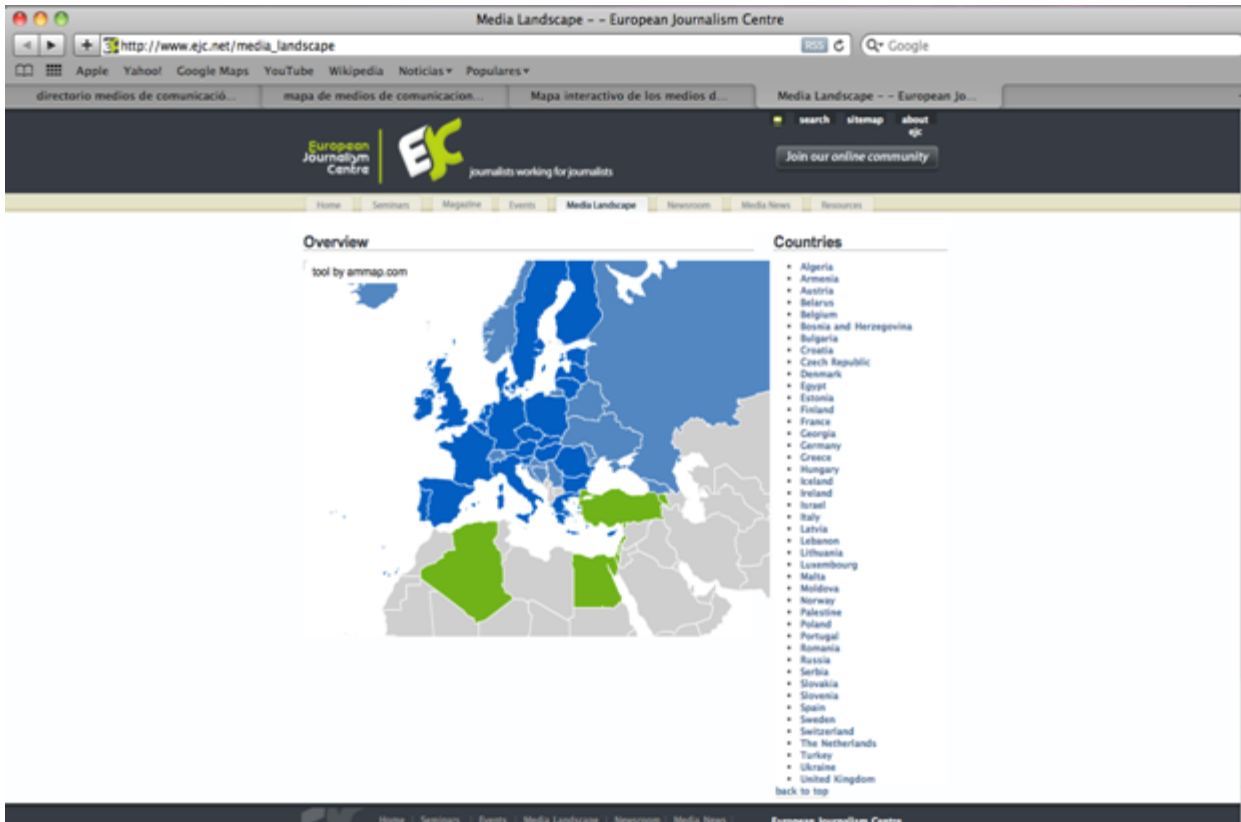 Media Landscape – – European Journalism Centre
http://www.ejc.net/media_landscape
RSS
Google
Apple Yahoo! Google Maps YouTube Wikipedia Noticias Populares
directorio medios de comunicació... mapa de medios de comunicacion... Mapa interactivo de los medios d... Media Landscape – – European Jo...
search sitemap about ejc
European Journalism Centre
EJC
journalists working for journalists
Join our online community
Home Seminars Magazine Events Media Landscape Newsroom Media News Resources
Overview
tool by ammap.com
Countries
Algeria
Armenia
Austria
Belarus
Belgium
Bosnia and Herzegovina
Bulgaria
Croatia
Czech Republic
Denmark
Egypt
Estonia
Finland
France
Georgia
Germany
Greece
Hungary
Iceland
Ireland
Israel
Italy
Latvia
Lebanon
Lithuania
Luxembourg
Malta
Moldova
Norway
Palestine
Poland
Portugal
Romania
Russia
Serbia
Slovakia
Slovenia
Spain
Sweden
Switzerland
The Netherlands
Turkey
Ukraine
United Kingdom
back to top
Home Seminars Events Media Landscape Newsroom Media News
European Journalism Centre